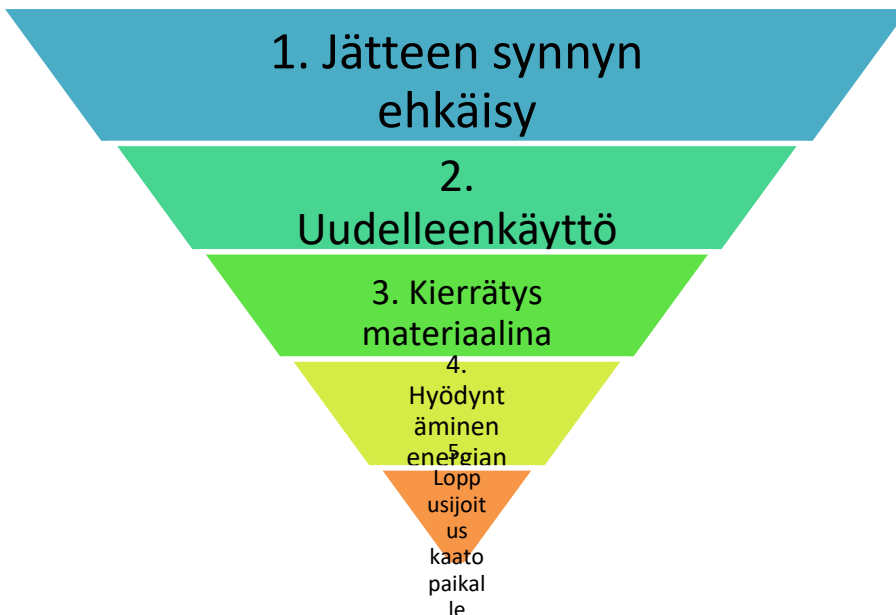 1. Jätteen synnyn
ehkäisy
2.
Uudelleenkäyttö
3. Kierrätys
materiaalina
4.
Hyödynt
äminen
energian
5.
Lopp
usijoit
us
kaato
paikal
le